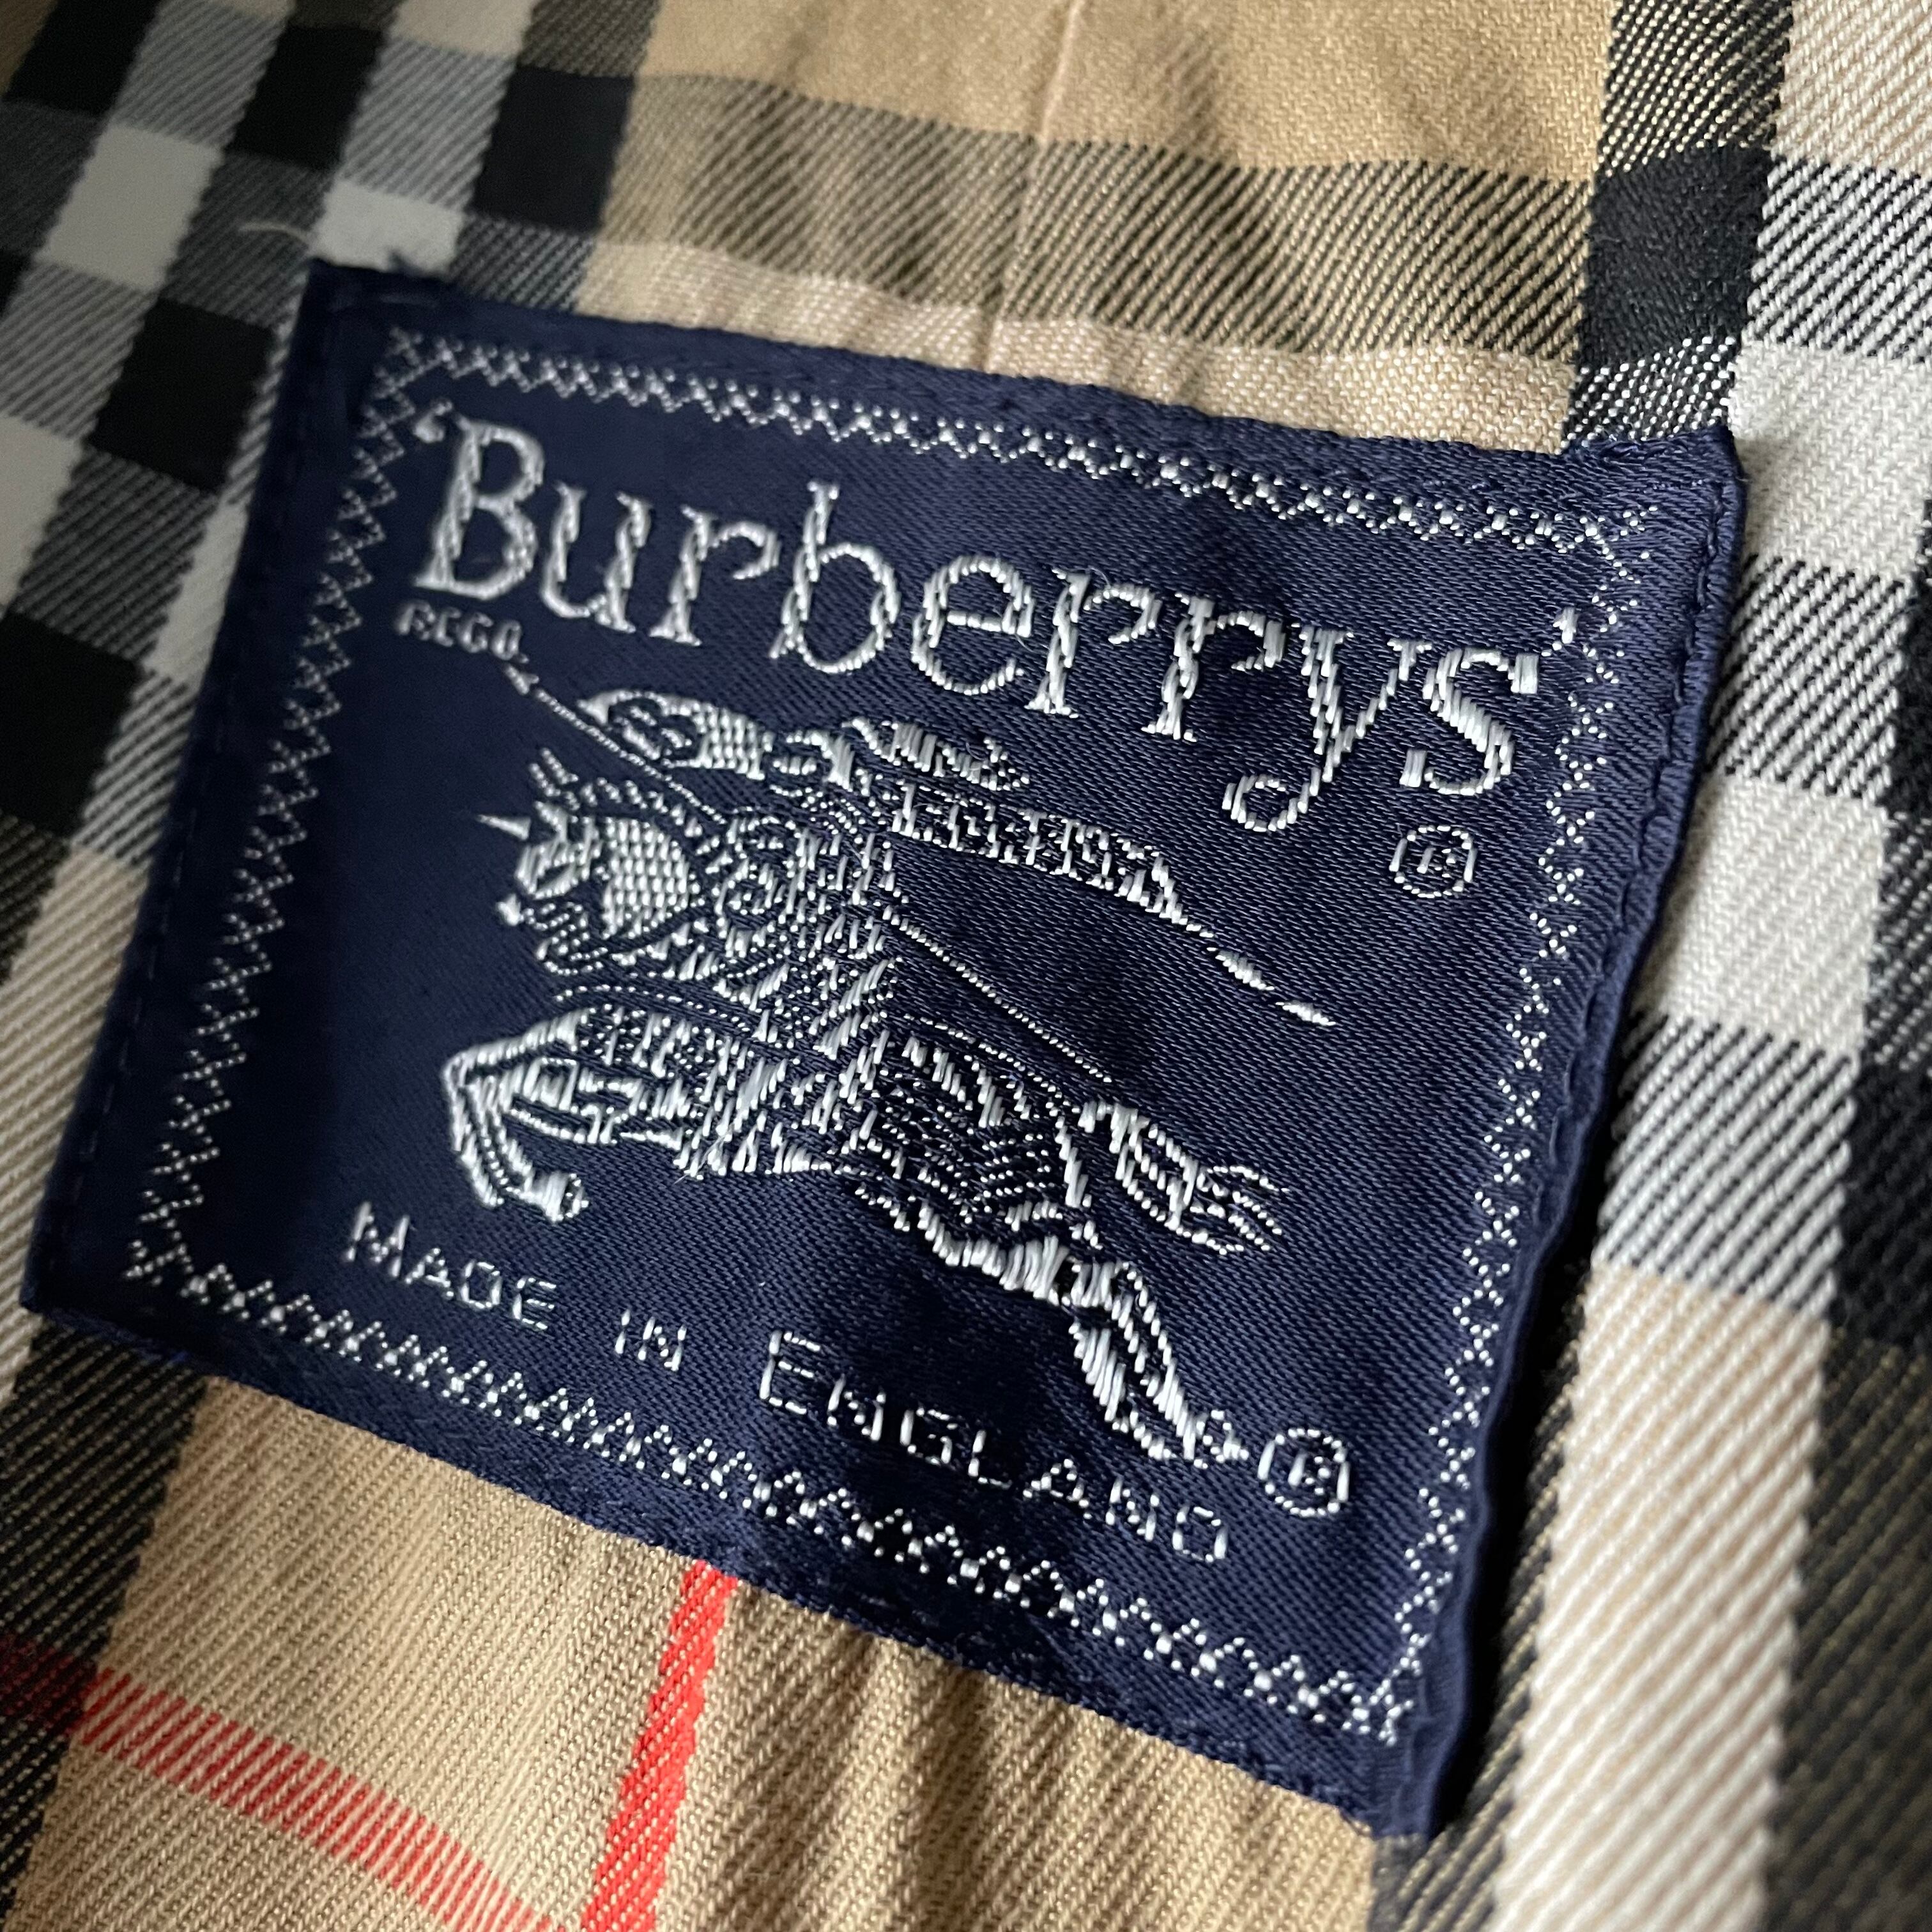 'Burberrys'
REGD.
®
MADE IN ENGLAND
®